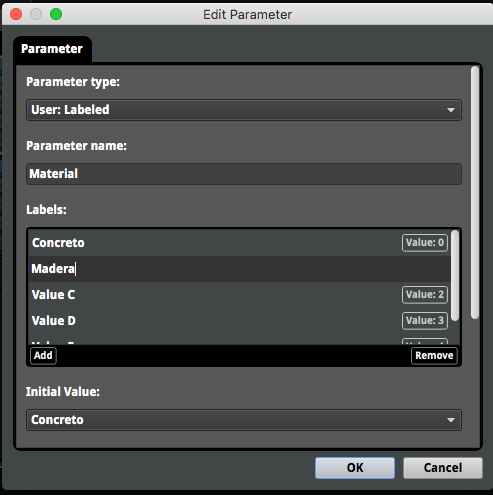 Edit Parameter
Parameter
Parameter type:
User: Labeled
Parameter name:
Material
Labels:
Concreto Value: 0
Madera
Value C Value: 2
Value D Value: 3
Add Remove
Initial Value:
Concreto
OK Cancel